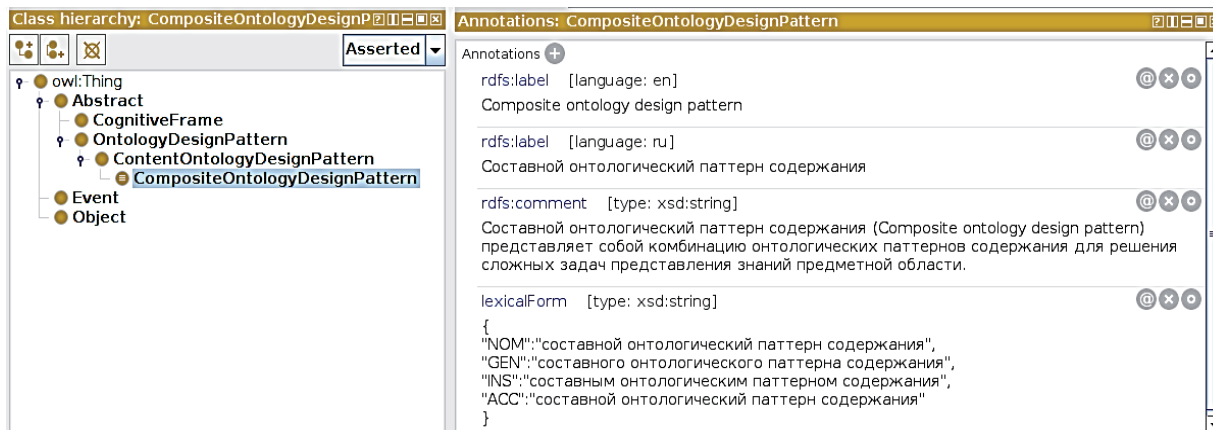 Class hierarchy: CompositeOntologyDesignP
Asserted
owl:Thing
Abstract
CognitiveFrame
OntologyDesignPattern
ContentOntologyDesignPattern
CompositeOntologyDesignPattern
Event
Object
Annotations: CompositeOntologyDesignPattern
Annotations
rdfs:label [language: en]
Composite ontology design pattern
rdfs:label [language: ru]
Составной онтологический паттерн содержания
rdfs:comment [type: xsd:string]
Составной онтологический паттерн содержания (Composite ontology design pattern)
представляет собой комбинацию онтологических паттернов содержания для решения
сложных задач представления знаний предметной области.
lexicalForm [type: xsd:string]
{
"NOM":"составной онтологический паттерн содержания",
"GEN":"составного онтологического паттерна содержания",
"INS":"составным онтологическим паттерном содержания",
"ACC":"составной онтологический паттерн содержания"
}